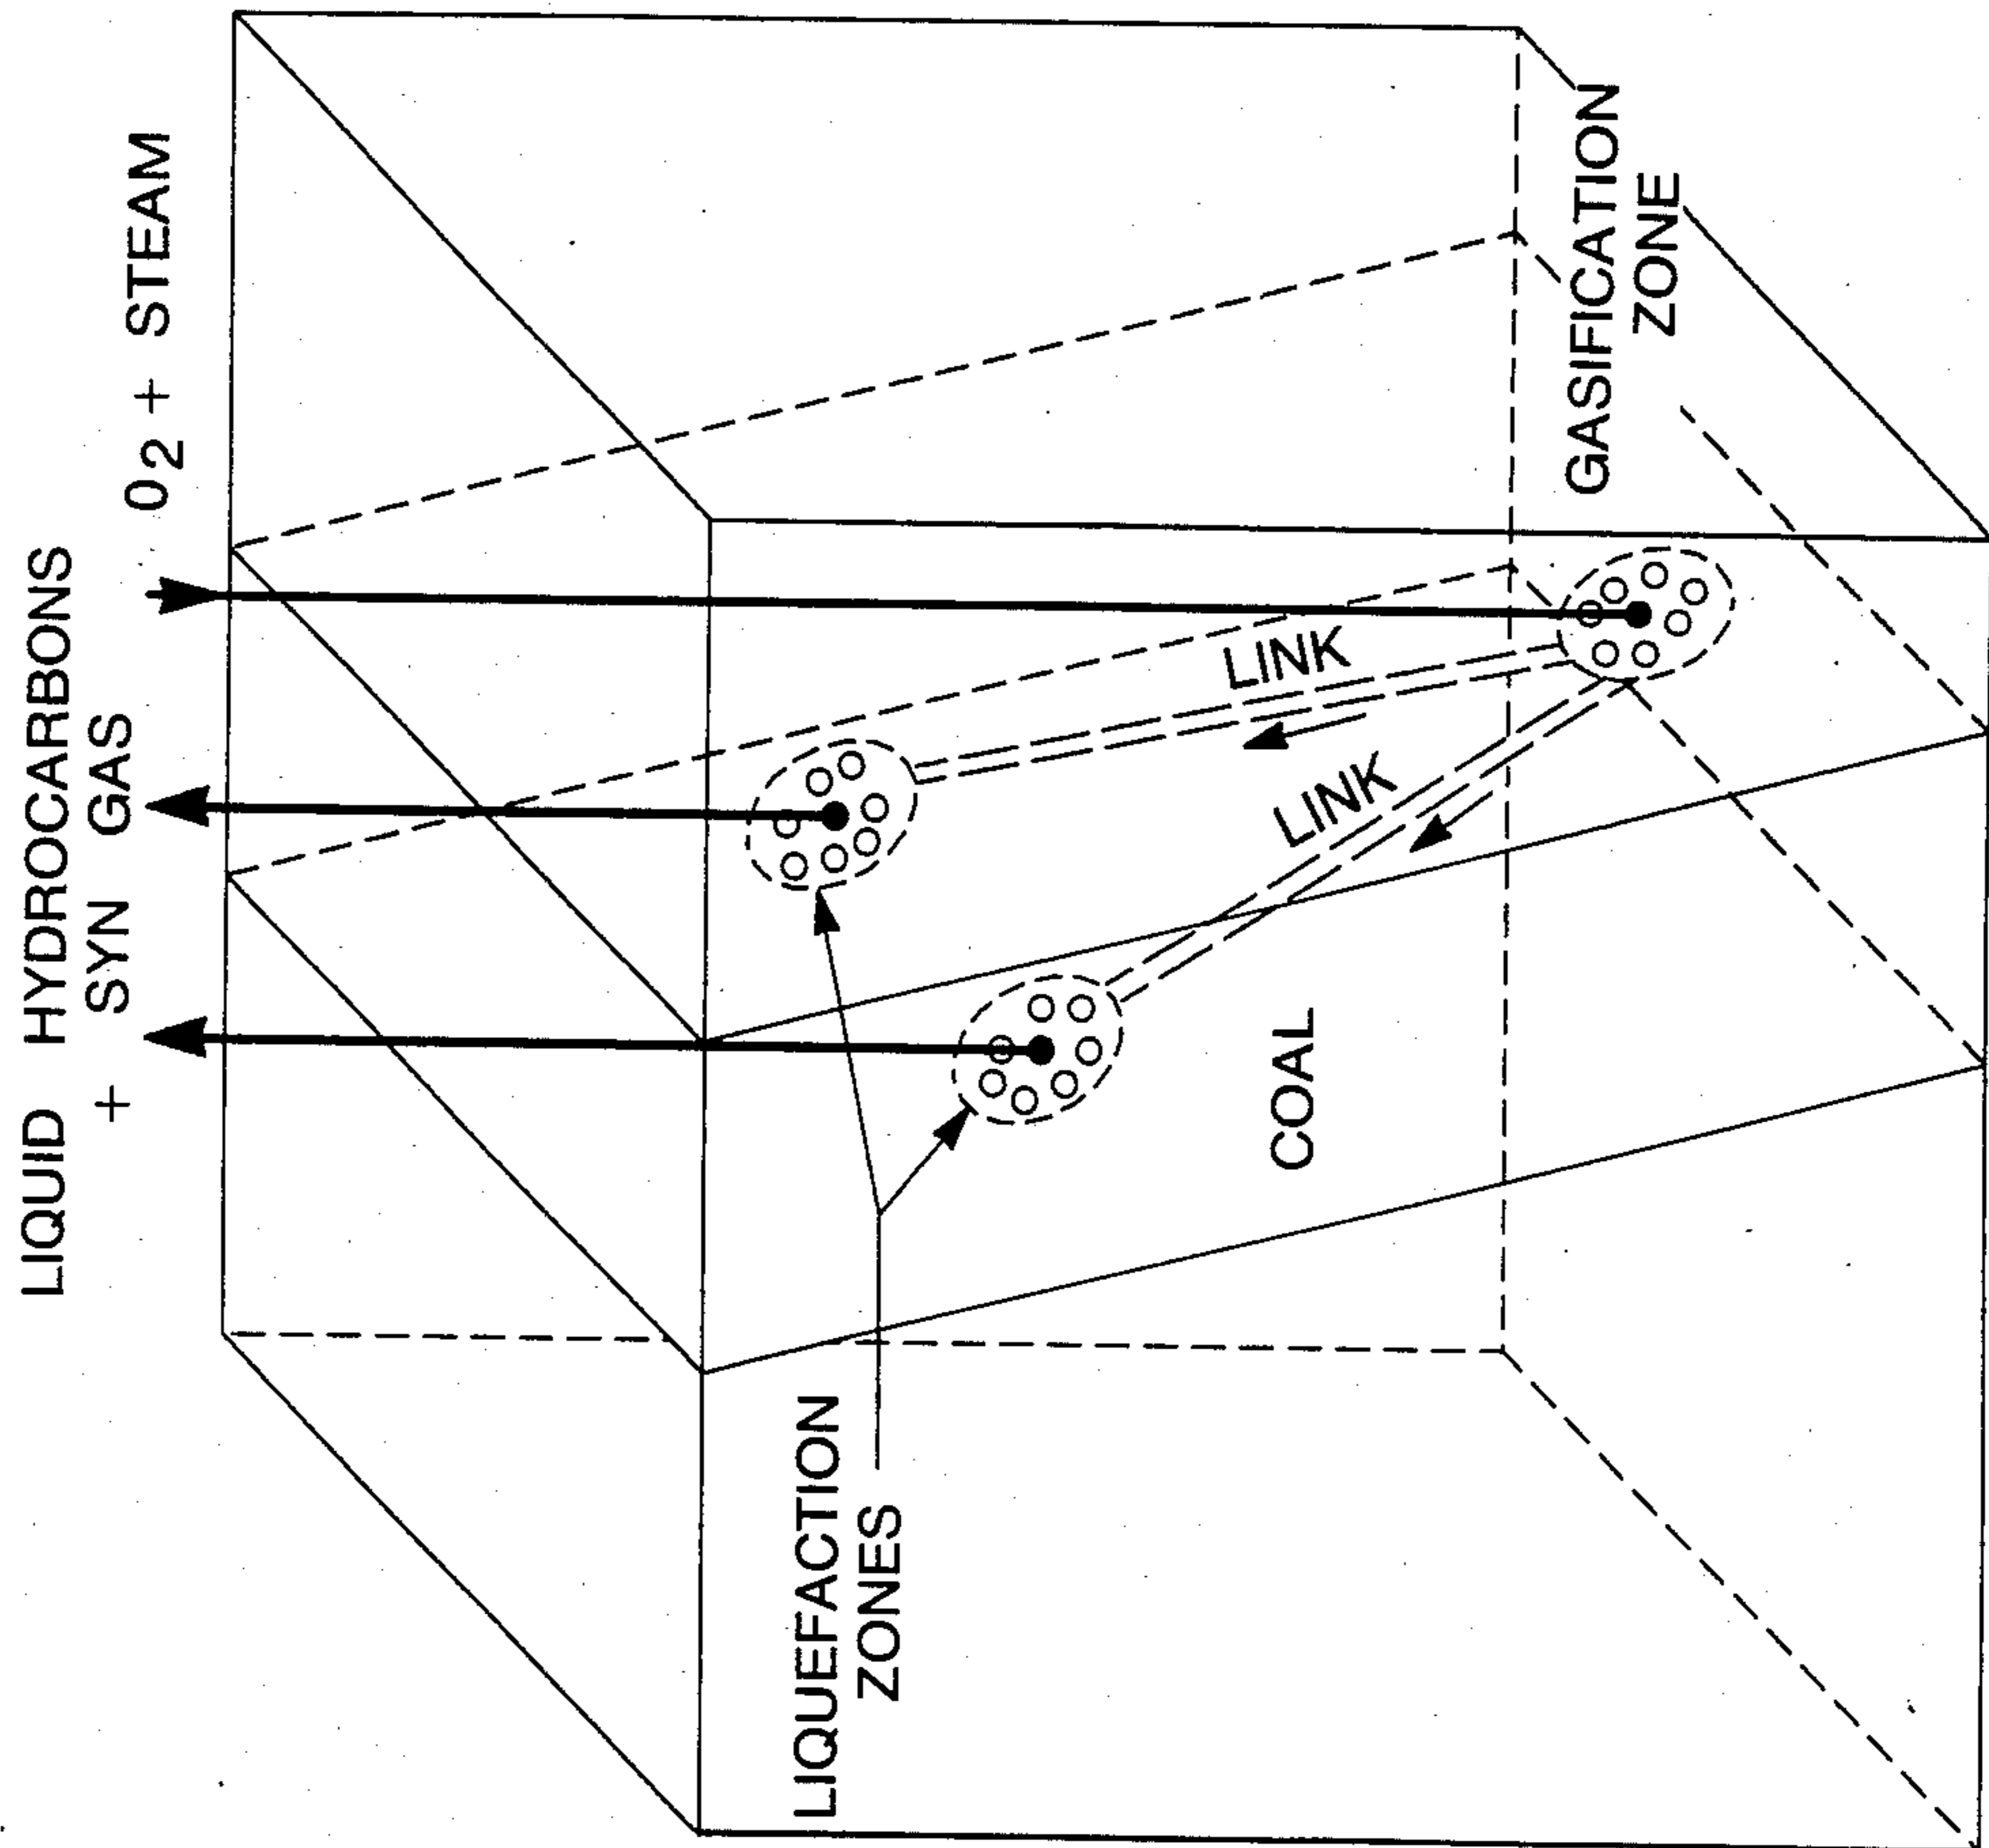 LIQUID HYDROCARBONS
+ SYN GAS
O2 + STEAM
LIQUEFACTION
ZONES
COAL
LINK
LINK
GASIFICATION
ZONE